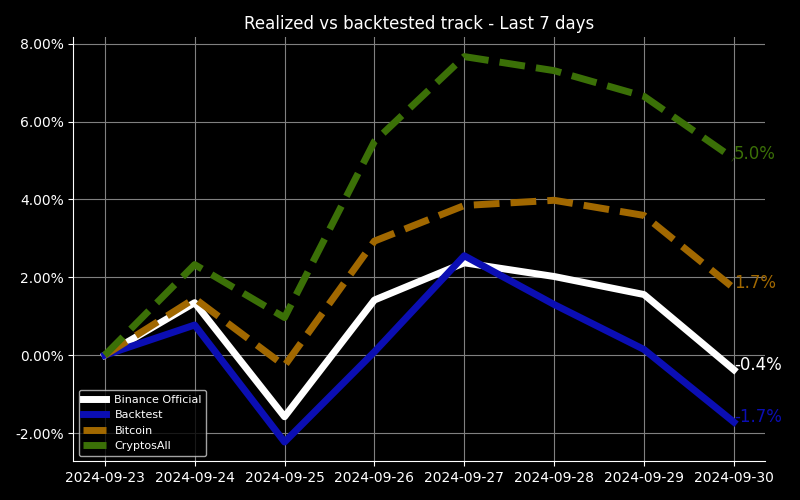 Realized vs backtested track - Last 7 days
8.00%
6.00%
4.00%
2.00%
0.00%
-2.00%
5.0%
1.7%
-0.4%
-1.7%
Binance Official
Backtest
Bitcoin
CryptosAll
2024-09-23 2024-09-24 2024-09-25 2024-09-26 2024-09-27 2024-09-28 2024-09-29 2024-09-30